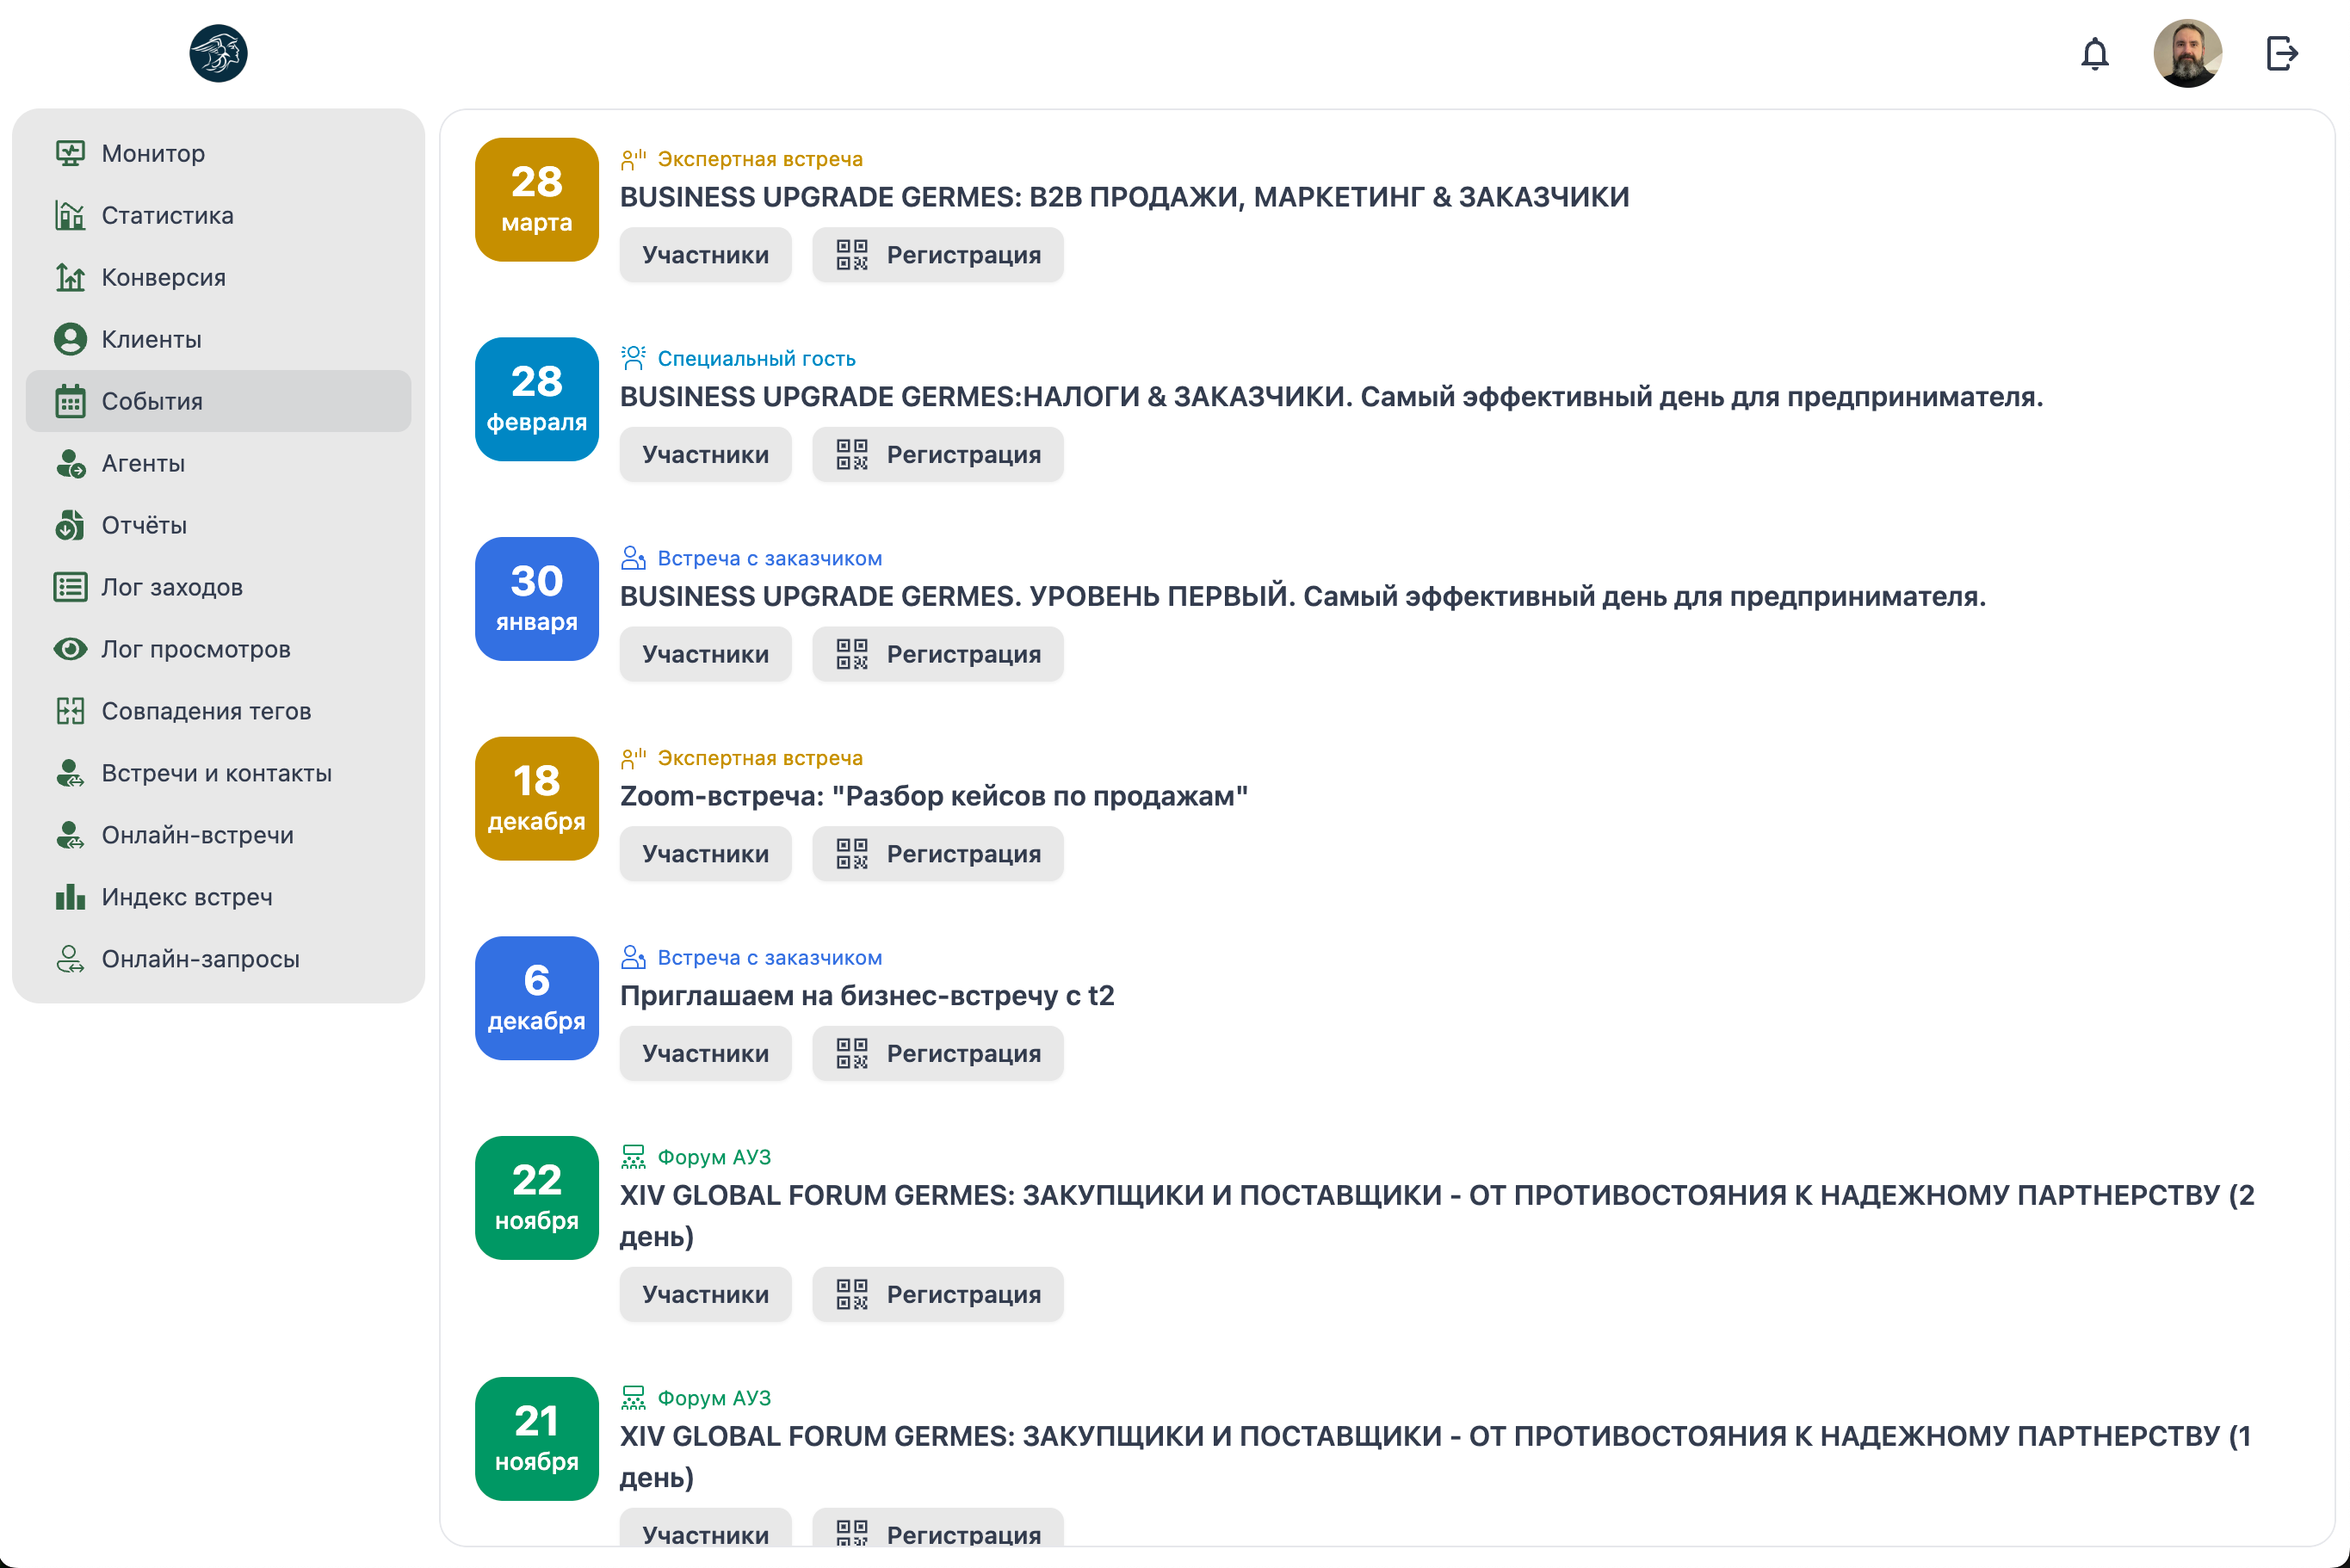 Монитор
Статистика
Конверсия
Клиенты
События
Агенты
Отчёты
Лог заходов
Лог просмотров
Совпадения тегов
Встречи и контакты
Онлайн-встречи
Индекс встреч
Онлайн-запросы
28
марта
Экспертная встреча
BUSINESS UPGRADE GERMES: B2B ПРОДАЖИ, МАРКЕТИНГ & ЗАКАЗЧИКИ
Участники
Регистрация
28
февраля
Специальный гость
BUSINESS UPGRADE GERMES:НАЛОГИ & ЗАКАЗЧИКИ. Самый эффективный день для предпринимателя.
Участники
Регистрация
30
января
Встреча с заказчиком
BUSINESS UPGRADE GERMES. УРОВЕНЬ ПЕРВЫЙ. Самый эффективный день для предпринимателя.
Участники
Регистрация
18
декабря
Экспертная встреча
Zoom-встреча: "Разбор кейсов по продажам"
Участники
Регистрация
6
декабря
Встреча с заказчиком
Приглашаем на бизнес-встречу с t2
Участники
Регистрация
22
ноября
Форум АУЗ
XIV GLOBAL FORUM GERMES: ЗАКУПЩИКИ И ПОСТАВЩИКИ - ОТ ПРОТИВОСТОЯНИЯ К НАДЕЖНОМУ ПАРТНЕРСТВУ (2
день)
Участники
Регистрация
21
ноября
Форум АУЗ
XIV GLOBAL FORUM GERMES: ЗАКУПЩИКИ И ПОСТАВЩИКИ - ОТ ПРОТИВОСТОЯНИЯ К НАДЕЖНОМУ ПАРТНЕРСТВУ (1
день)
Участники
Регистрация